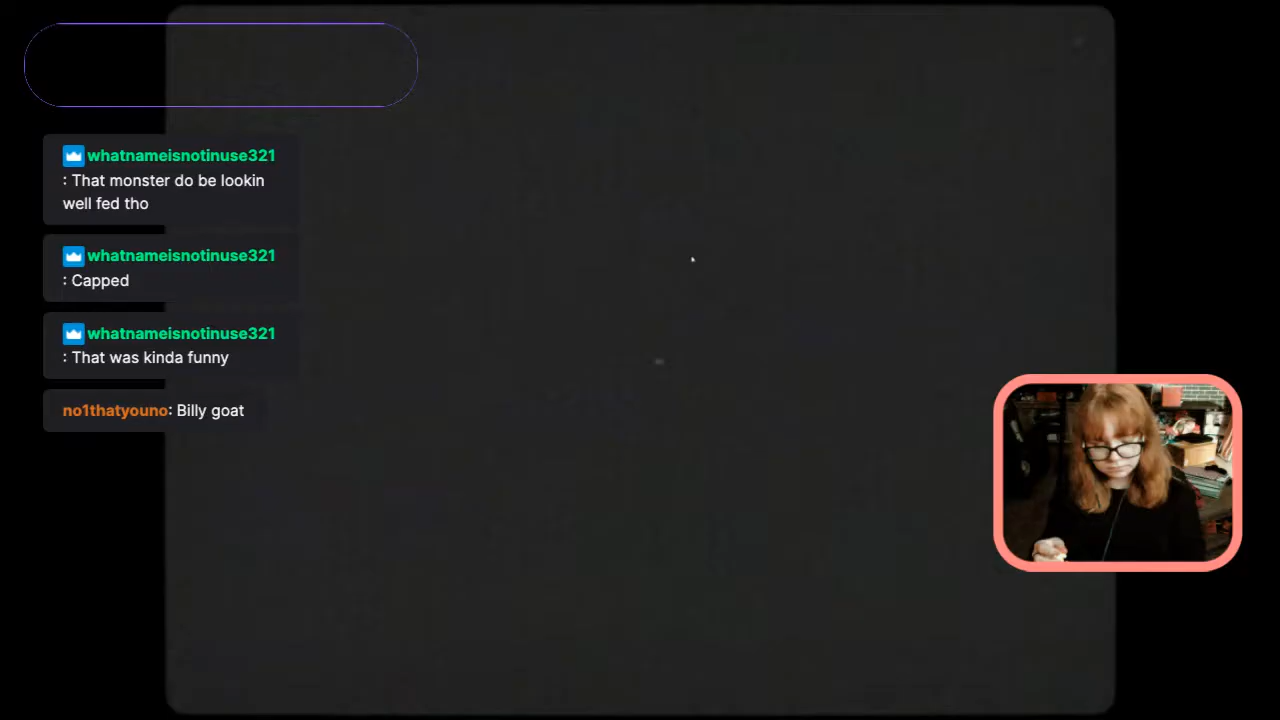 whatnameisnotinuse321
: That monster do be lookin
well fed tho
whatnameisnotinuse321
: Capped
whatnameisnotinuse321
: That was kinda funny
no1thatyouno: Billy goat